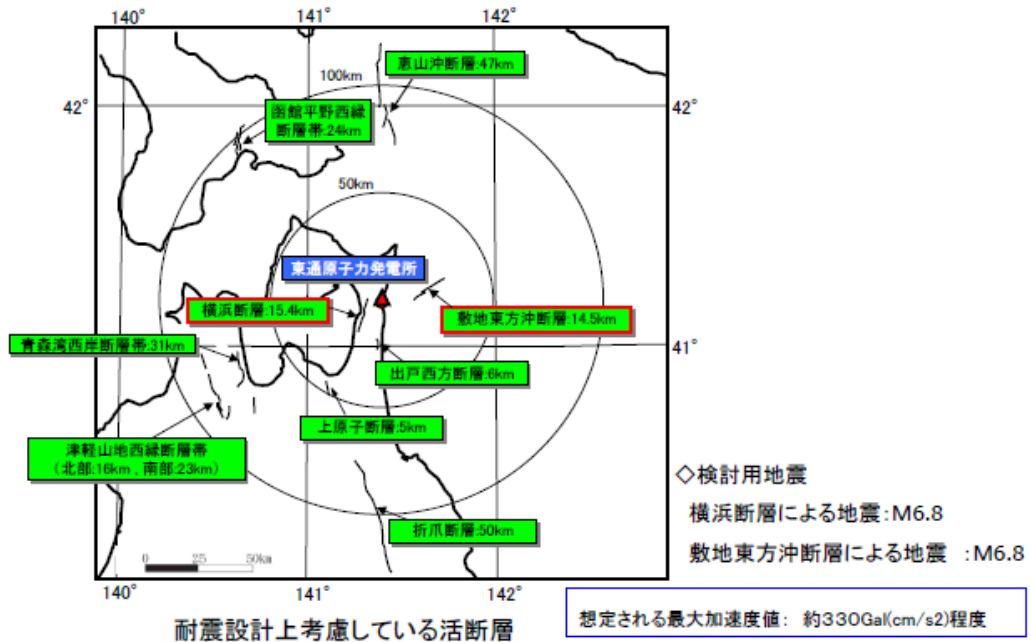 140°
141°
142°
恵山沖断層:47km
100km
42°
42°
函館平野西縁
断層帯:24km
50km
東通原子力発電所
横浜断層:15.4km
敷地東方沖断層:14.5km
青森湾西岸断層帯:31km
41°
出戸西方断層:6km
上原子断層:5km
津軽山地西縁断層帯
(北部:16km , 南部:23km)
◇検討用地震
横浜断層による地震:M6.8
折爪断層:50km
敷地東方沖断層による地震 :M6.8
0 25 50km
140°
141°
142°
想定される最大加速度値: 約330Gal(cm/s2)程度
耐震設計上考慮している活断層